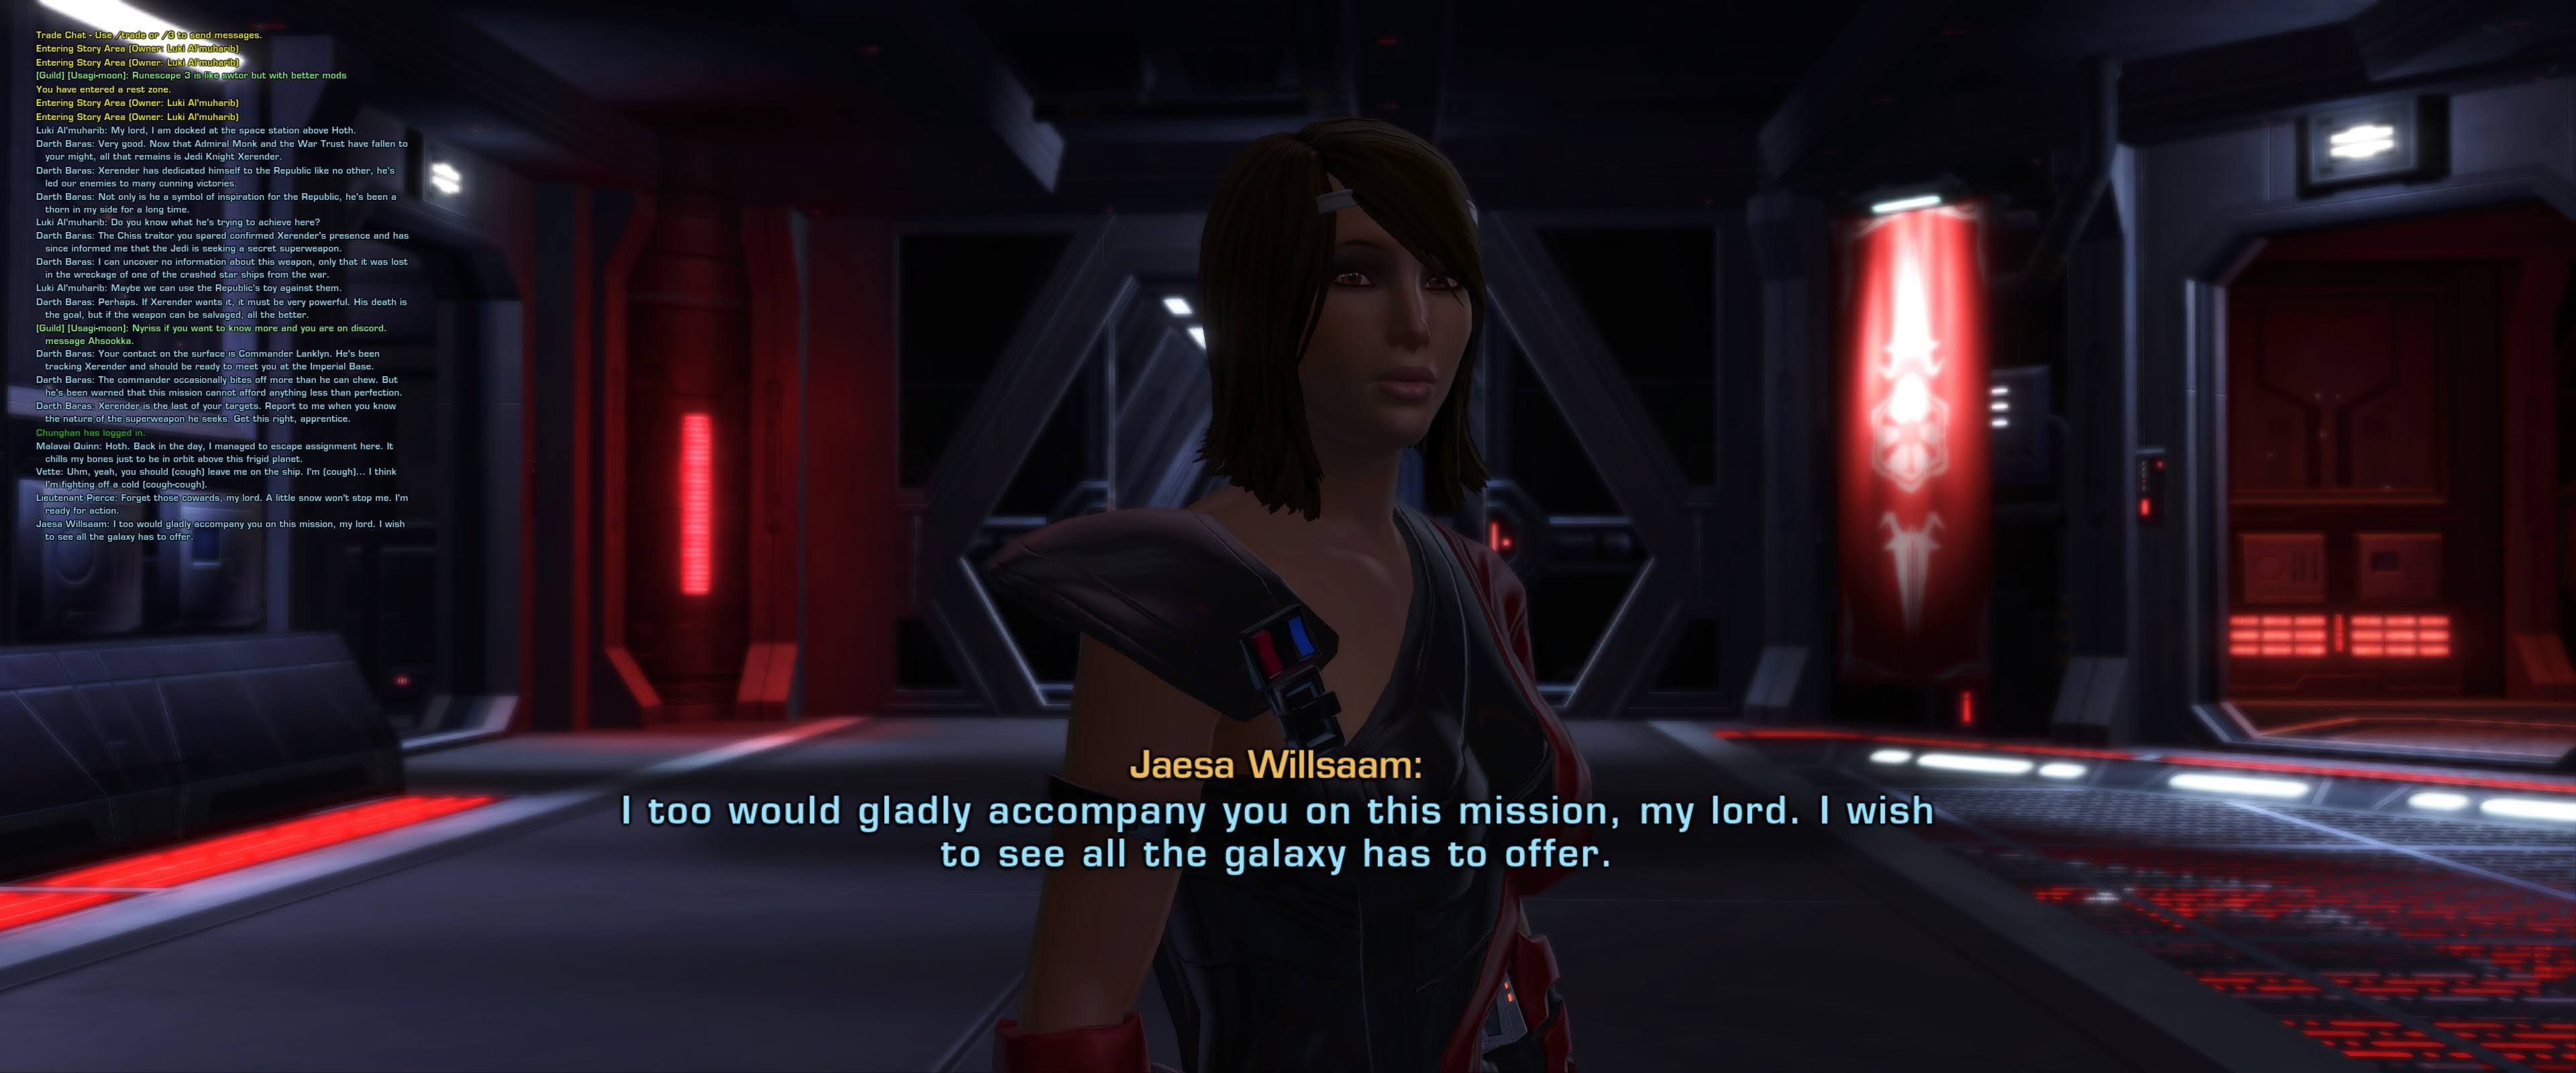 Trade Chat - Use /trade or /3 to send messages.
Entering Story Area (Owner: Luki Al'muharib)
Entering Story Area (Owner: Luki Al'muharib)
[Guild] [Usagi-moon]: Runescape 3 is like swtor but with better mods
You have entered a rest zone.
Entering Story Area (Owner: Luki Al'muharib)
Entering Story Area (Owner: Luki Al'muharib)
Luki Al'muharib: My lord, I am docked at the space station above Hoth.
Darth Baras: Very good. Now that Admiral Monk and the War Trust have fallen to
your might, all that remains is Jedi Knight Xerender.
Darth Baras: Xerender has dedicated himself to the Republic like no other, he's
led our enemies to many cunning victories.
Darth Baras: Not only is he a symbol of inspiration for the Republic, he's been a
thorn in my side for a long time.
Luki Al'muharib: Do you know what he's trying to achieve here?
Darth Baras: The Chiss traitor you spared confirmed Xerender's presence and has
since informed me that the Jedi is seeking a secret superweapon.
Darth Baras: I can uncover no information about this weapon, only that it was lost
in the wreckage of one of the crashed star ships from the war.
Luki Al'muharib: Maybe we can use the Republic's toy against them.
Darth Baras: Perhaps. If Xerender wants it, it must be very powerful. His death is
the goal, but if the weapon can be salvaged, all the better.
[Guild] [Usagi-moon]: Nyriss if you want to know more and you are on discord.
message Ahsookka.
Darth Baras: Your contact on the surface is Commander Lanklyn. He's been
tracking Xerender and should be ready to meet you at the Imperial Base.
Darth Baras: The commander occasionally bites off more than he can chew. But
he's been warned that this mission cannot afford anything less than perfection.
Darth Baras: Xerender is the last of your targets. Report to me when you know
the nature of the superweapon he seeks. Get this right, apprentice.
Chunghan has logged in.
Malavai Quinn: Hoth. Back in the day, I managed to escape assignment here. It
chills my bones just to be in orbit above this frigid planet.
Vette: Uhm, yeah, you should (cough) leave me on the ship. I'm (cough)... I think
I'm fighting off a cold (cough-cough).
Lieutenant Pierce: Forget those cowards, my lord. A little snow won't stop me. I'm
ready for action.
Jaesa Willsaam: I too would gladly accompany you on this mission, my lord. I wish
to see all the galaxy has to offer.
Jaesa Willsaam:
I too would gladly accompany you on this mission, my lord. I wish
to see all the galaxy has to offer.